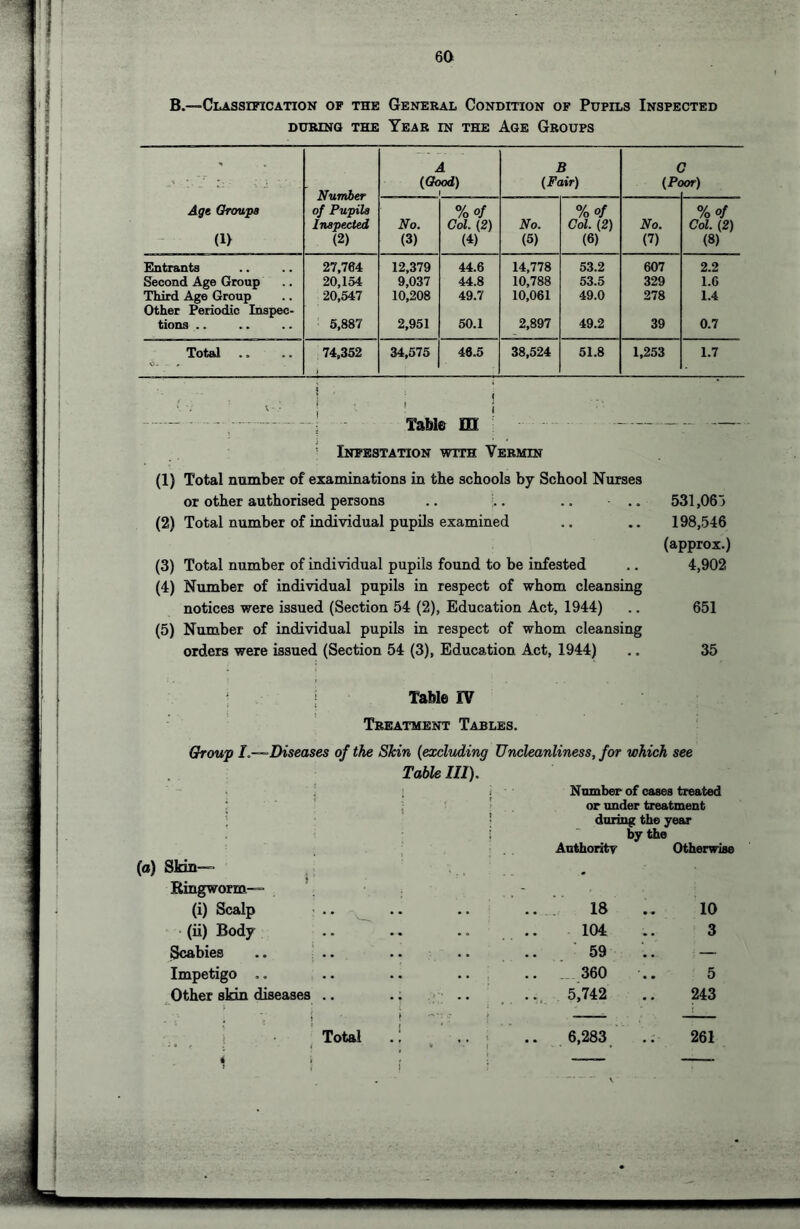 60
B.—Classification of the General Condition of Pupils Inspected
during the Year in the Age Groups
Age Groups (1) | Number of Pupils Inspected (2) | A (Good) No. (3) | % of Col. (2) (4) | B (Fair) No. (5) | % of Col. (2) (6) | C (Poor) No. (7) | % of Col. (2) (8)
Entrants .. .. 27,764 12,379 44.6 14,778 53.2 607 2.2
Second Age Group .. 20,154 9,037 44.8 10,788 53.5 329 1.6
Third Age Group .. 20,547 10,208 49.7 10,061 49.0 278 1.4
Other Periodic Inspec-
tions .. .. .. 5,887 2,951 50.1 2,897 49.2 39 0.7
Total .. .. 74,352 34,575 46.5 38,524 51.8 1,253 1.7
Table III
Infestation with Vermin
(1) Total number of examinations in the schools by School Nurses
or other authorised persons .. .. .. .. 531,065
(2) Total number of individual pupils examined .. .. 198,546
(approx.)
(3) Total number of individual pupils found to be infested .. 4,902
(4) Number of individual pupils in respect of whom cleansing
notices were issued (Section 54 (2), Education Act, 1944) .. 651
(5) Number of individual pupils in respect of whom cleansing
orders were issued (Section 54 (3), Education Act, 1944) .. 35
Table IV
Treatment Tables.
Group I.—Diseases of the Skin (excluding Uncleanliness, for which see
Table III).
Number of cases treated
or under treatment
during the year
by the
Authority Otherwise
(a) Skin—
Ringworm—
(i) Scalp .. .. .. .. 18 .. 10
(ii) Body .. .. .. .. 104 .. 3
Scabies .. .. .. .. .. 59 .. —
Impetigo .. .. .. .. .. 360 .. 5
Other skin diseases .. .. .. .. 5,742 .. 243
Total .. .. .. 6,283 .. 261